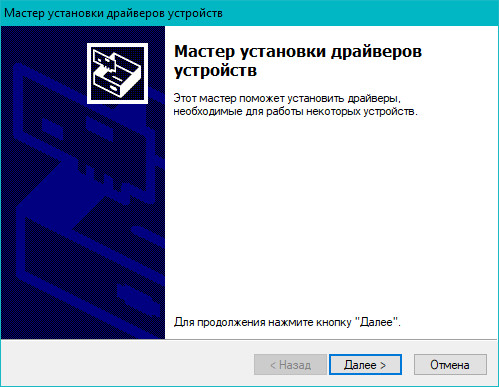 Мастер установки драйверов устройств
Мастер установки драйверов
устройств
Этот мастер поможет установить драйверы,
необходимые для работы некоторых устройств.
Для продолжения нажмите кнопку "Далее".
< Назад
Далее >
Отмена